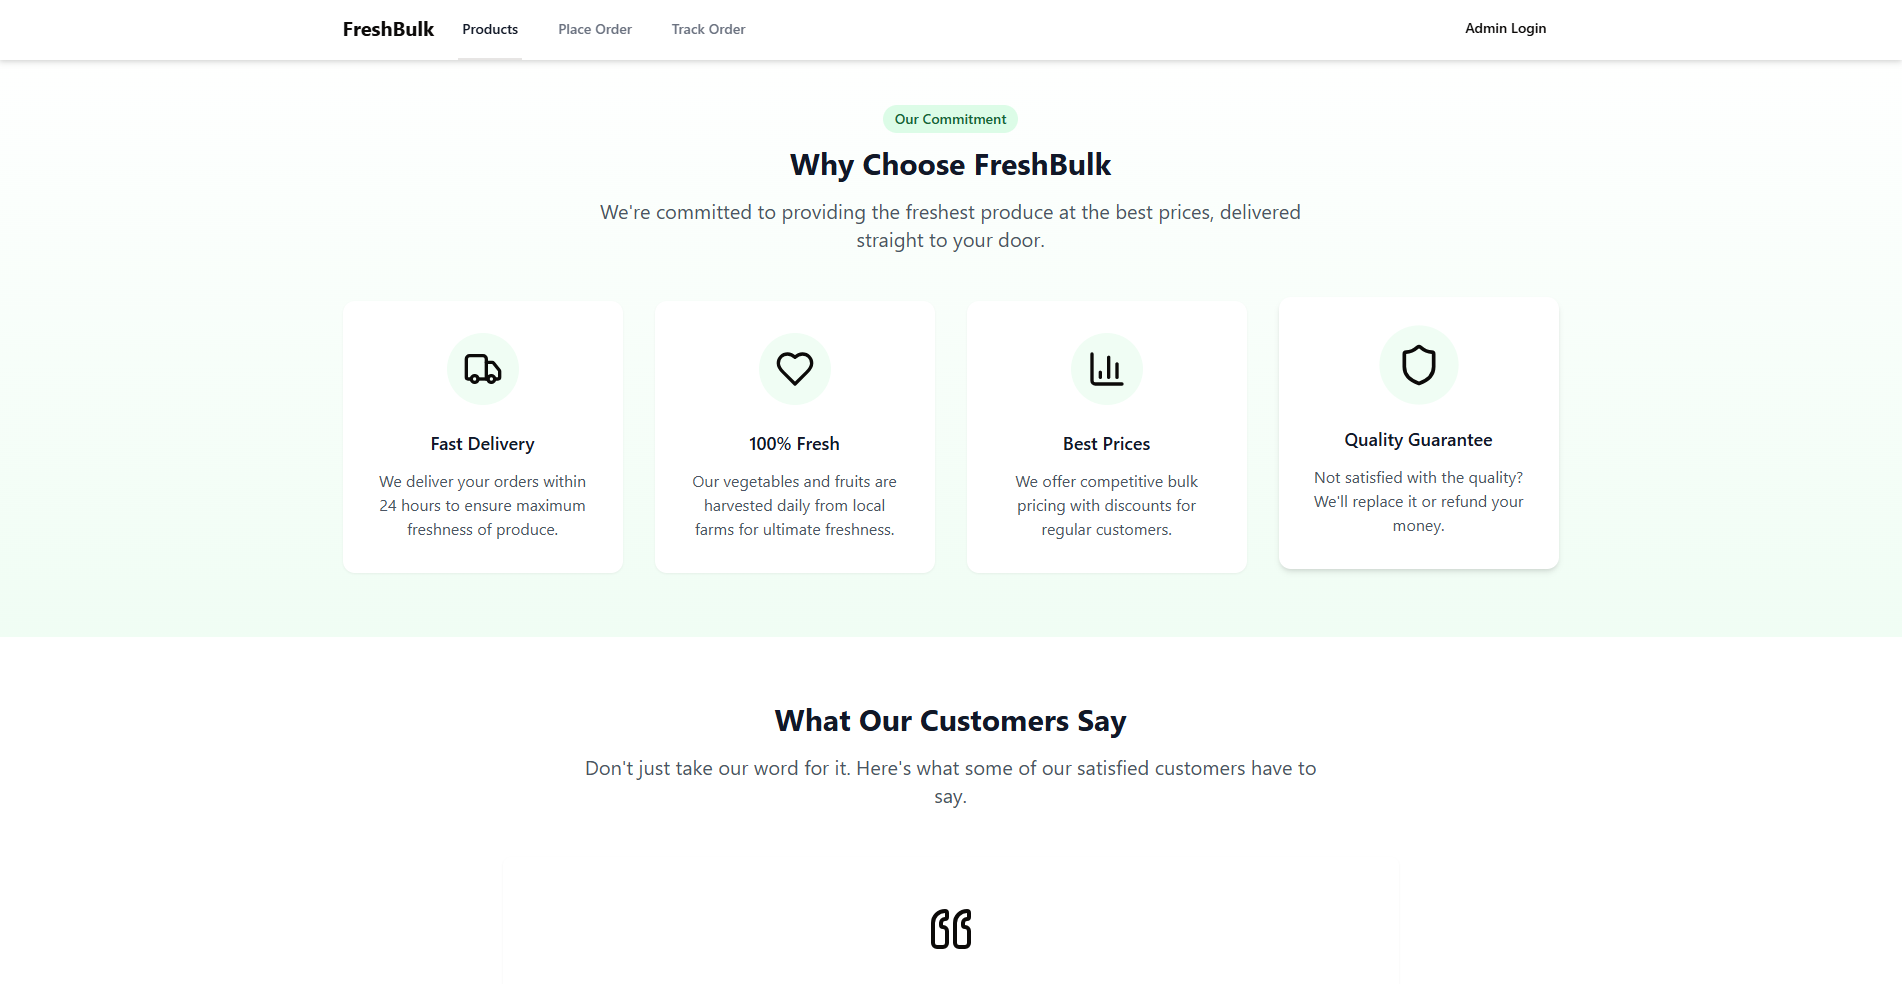 FreshBulk Products Place Order Track Order Admin Login
Our Commitment
Why Choose FreshBulk
We're committed to providing the freshest produce at the best prices, delivered
straight to your door.
Fast Delivery
We deliver your orders within
24 hours to ensure maximum
freshness of produce.
100% Fresh
Our vegetables and fruits are
harvested daily from local
farms for ultimate freshness.
Best Prices
We offer competitive bulk
pricing with discounts for
regular customers.
Quality Guarantee
Not satisfied with the quality?
We'll replace it or refund your
money.
What Our Customers Say
Don't just take our word for it. Here's what some of our satisfied customers have to
say.